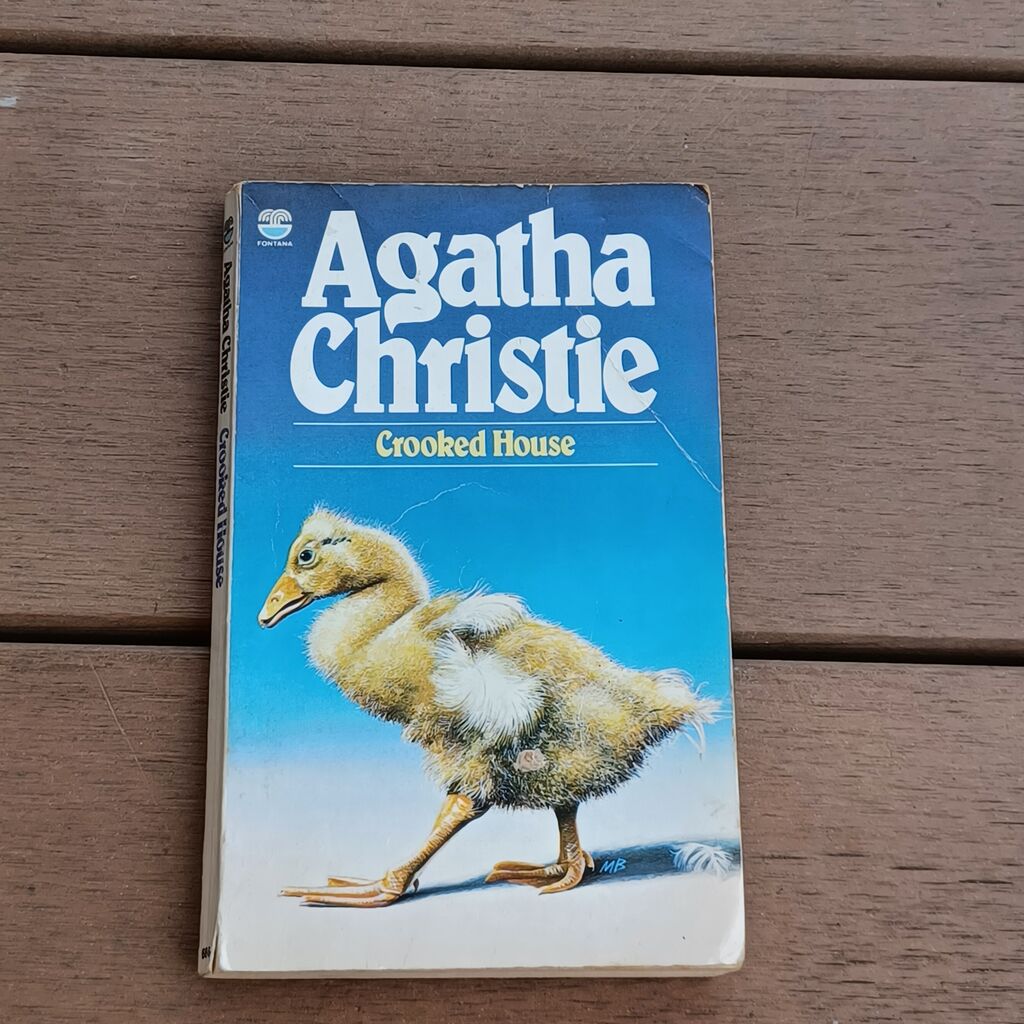 FONTANA
Agatha
Christie
Crooked House
MB
Agatha Christie Crooked House